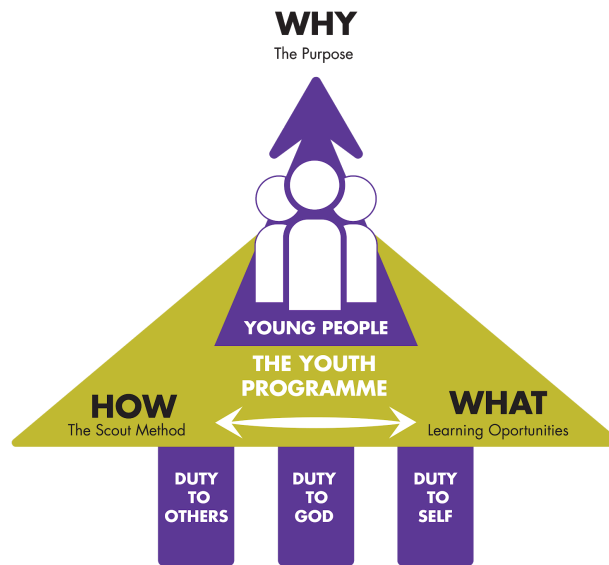 WHY
The Purpose
YOUNG PEOPLE
THE YOUTH
PROGRAMME
HOW
The Scout Method
WHAT
Learning Oportunities
DUTY
TO
OTHERS
DUTY
TO
GOD
DUTY
TO
SELF